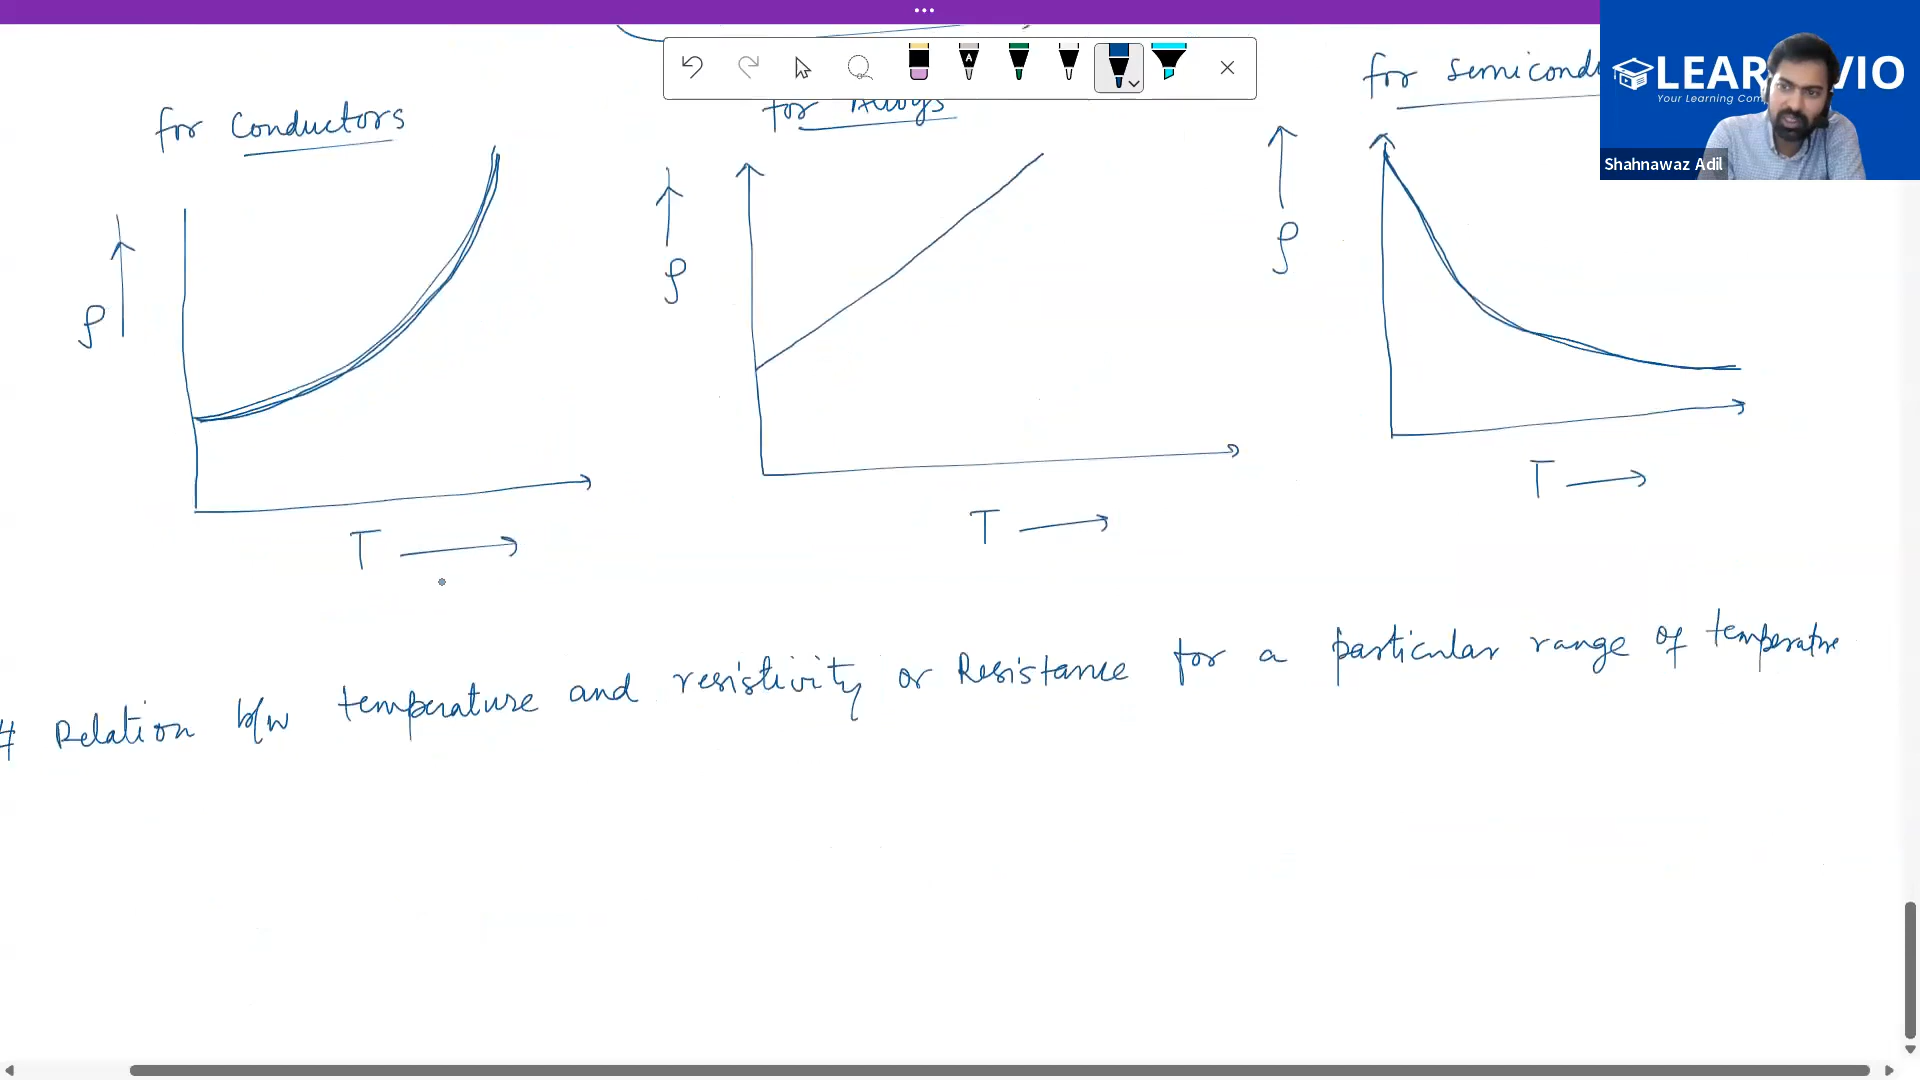 for Conductors
for Alloys
for Semicond
LEAR VIO
Your Learning Com
Shahnawaz Adil
ρ
ρ
ρ
T
T
T
# Relation b/w temperature and resistivity or Resistance for a particular range of temperature